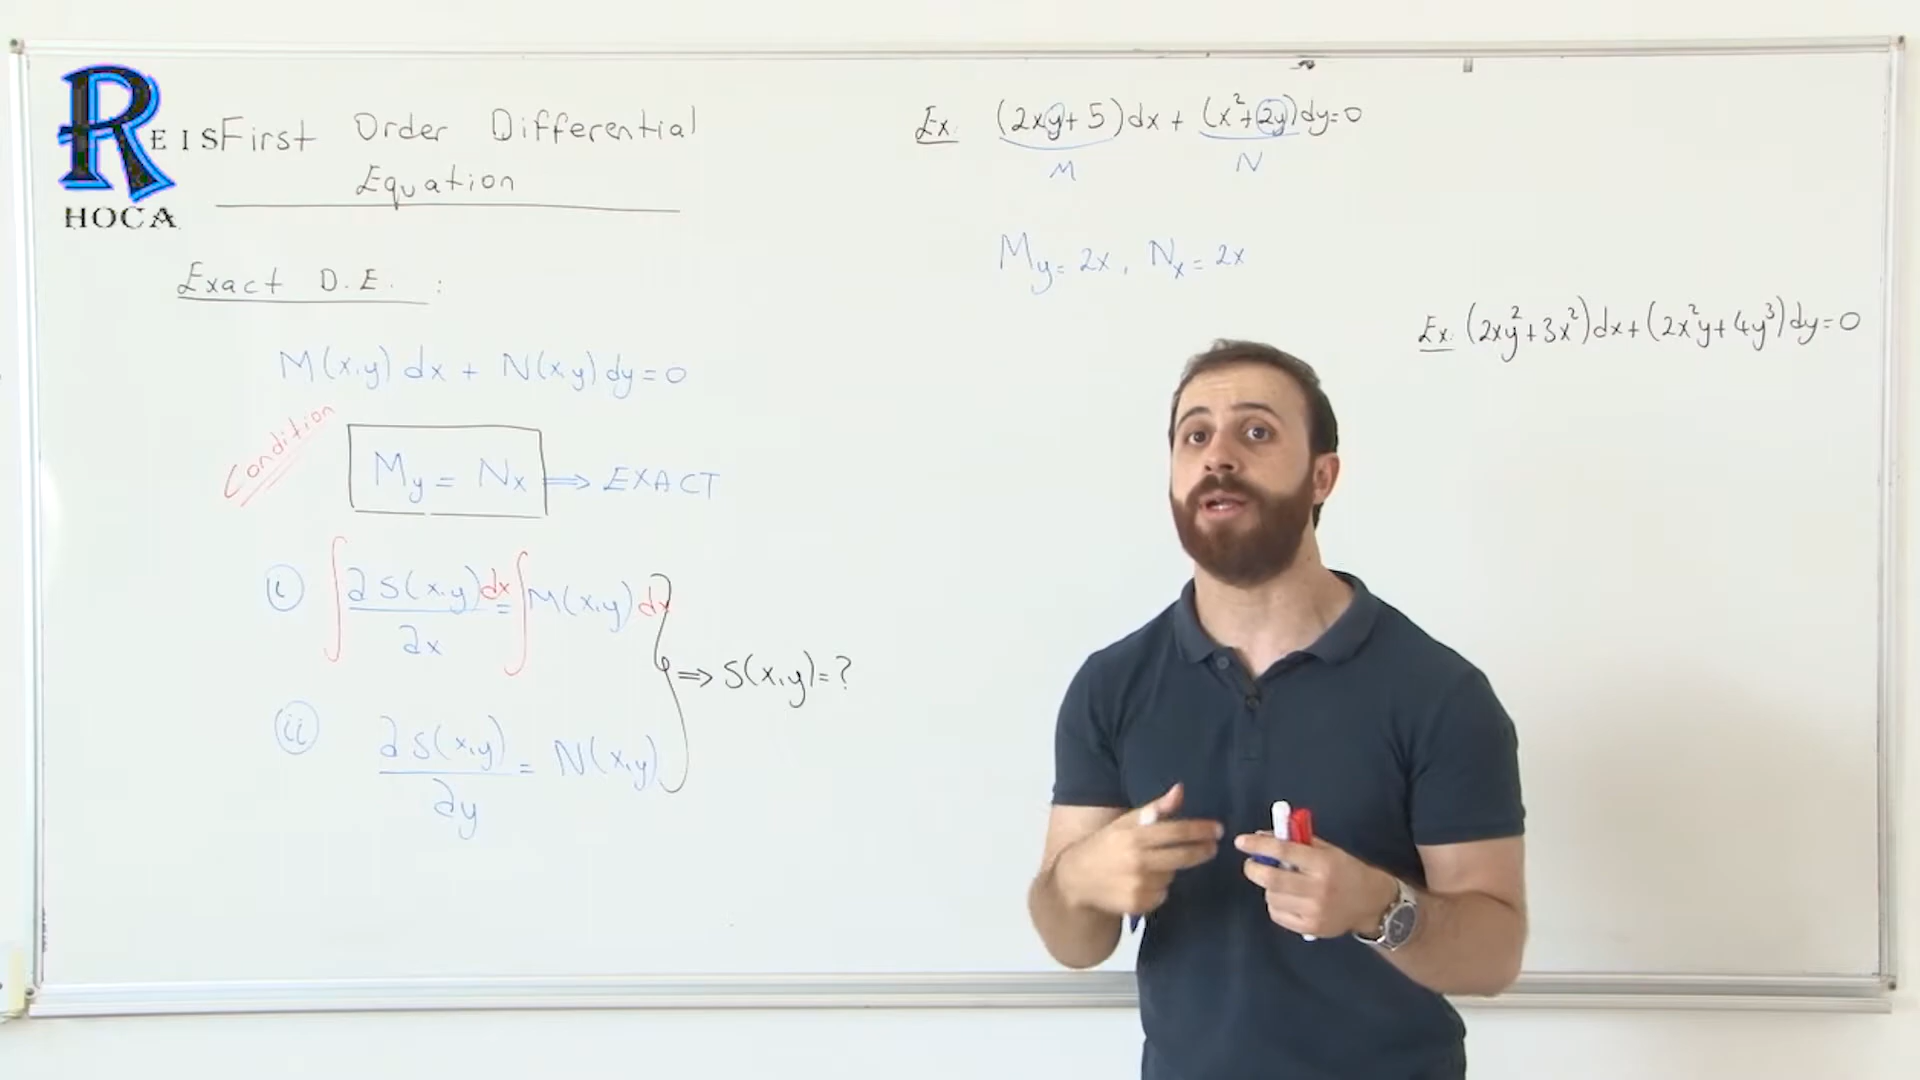 R
REIS
HOCA
First Order Differential
Equation
Exact D.E. :
M(x,y) dx + N(x,y) dy = 0
Condition
My = Nx ⇒ EXACT
(i) ∫ ∂S(x,y)/∂x dx = ∫ M(x,y) dx
(ii) ∂S(x,y)/∂y = N(x,y)
⇒ S(x,y) = ?
Ex: (2xy + 5) dx + (x² + 2y) dy = 0
M N
My = 2x, Nx = 2x
Ex: (2xy² + 3x²) dx + (2x²y + 4y³) dy = 0